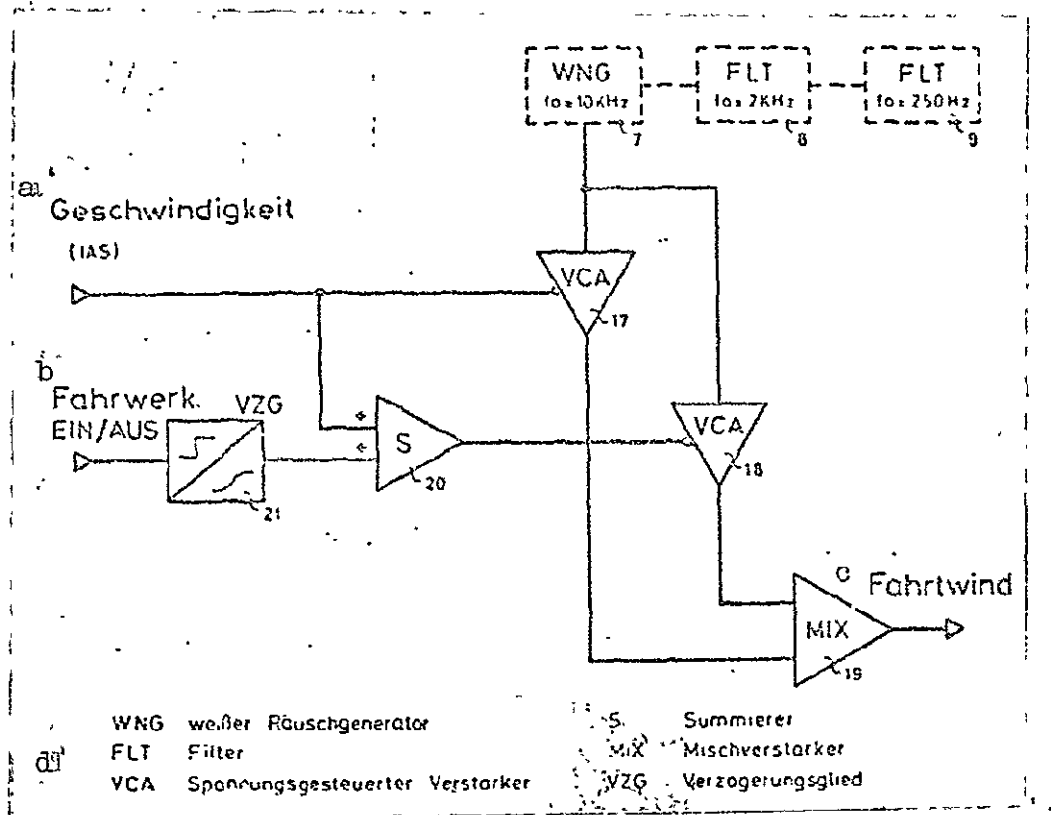 WNG
fo=10KHz
7
FLT
fo=2KHz
8
FLT
fo=250Hz
9
a
Geschwindigkeit
(IAS)
VCA
17
b
Fahrwerk.
EIN/AUS
VZG
21
S
20
VCA
18
c
Fahrtwind
MIX
19
WNG weißer Rauschgenerator
S Summierer
d
FLT Filter
MIX Mischverstarker
VCA Spannungsgesteuerter Verstarker
VZG Verzogerungsglied